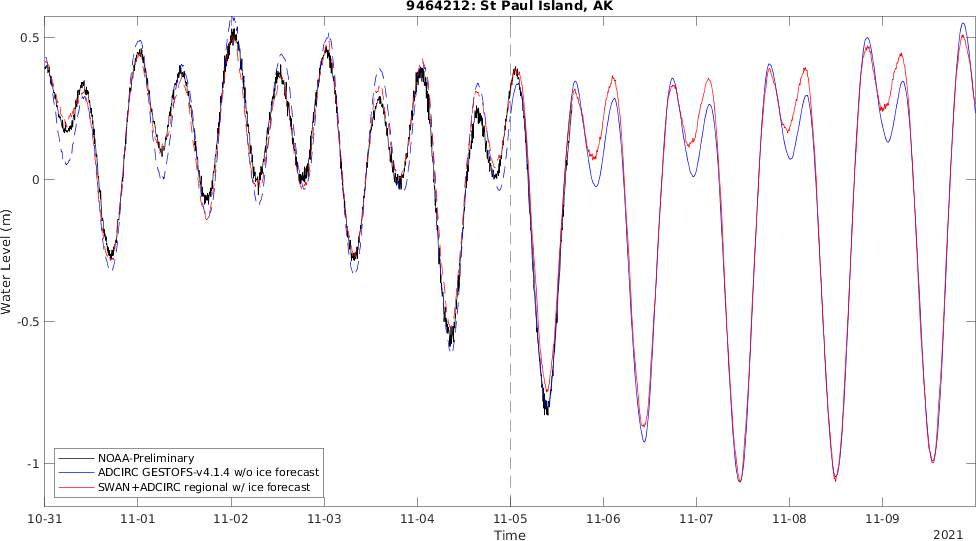 9464212: St Paul Island, AK
0.5
0
-0.5
-1
Water Level (m)
NOAA-Preliminary
ADCIRC GESTOFS-v4.1.4 w/o ice forecast
SWAN+ADCIRC regional w/ ice forecast
10-31 11-01 11-02 11-03 11-04 11-05 11-06 11-07 11-08 11-09
Time
2021